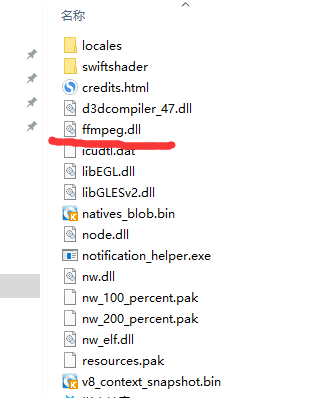 名称
locales
swiftshader
credits.html
d3dcompiler_47.dll
ffmpeg.dll
icudtl.dat
libEGL.dll
libGLESv2.dll
natives_blob.bin
node.dll
notification_helper.exe
nw.dll
nw_100_percent.pak
nw_200_percent.pak
nw_elf.dll
resources.pak
v8_context_snapshot.bin